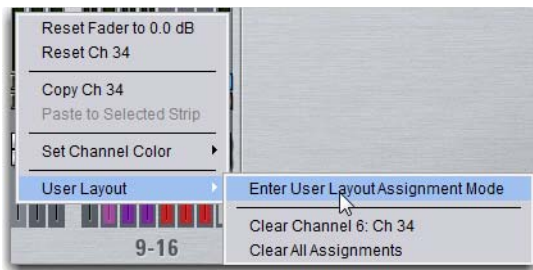 Reset Fader to 0.0 dB
Reset Ch 34
Copy Ch 34
Paste to Selected Strip
Set Channel Color
User Layout
Enter User Layout Assignment Mode
Clear Channel 6: Ch 34
Clear All Assignments
9-16